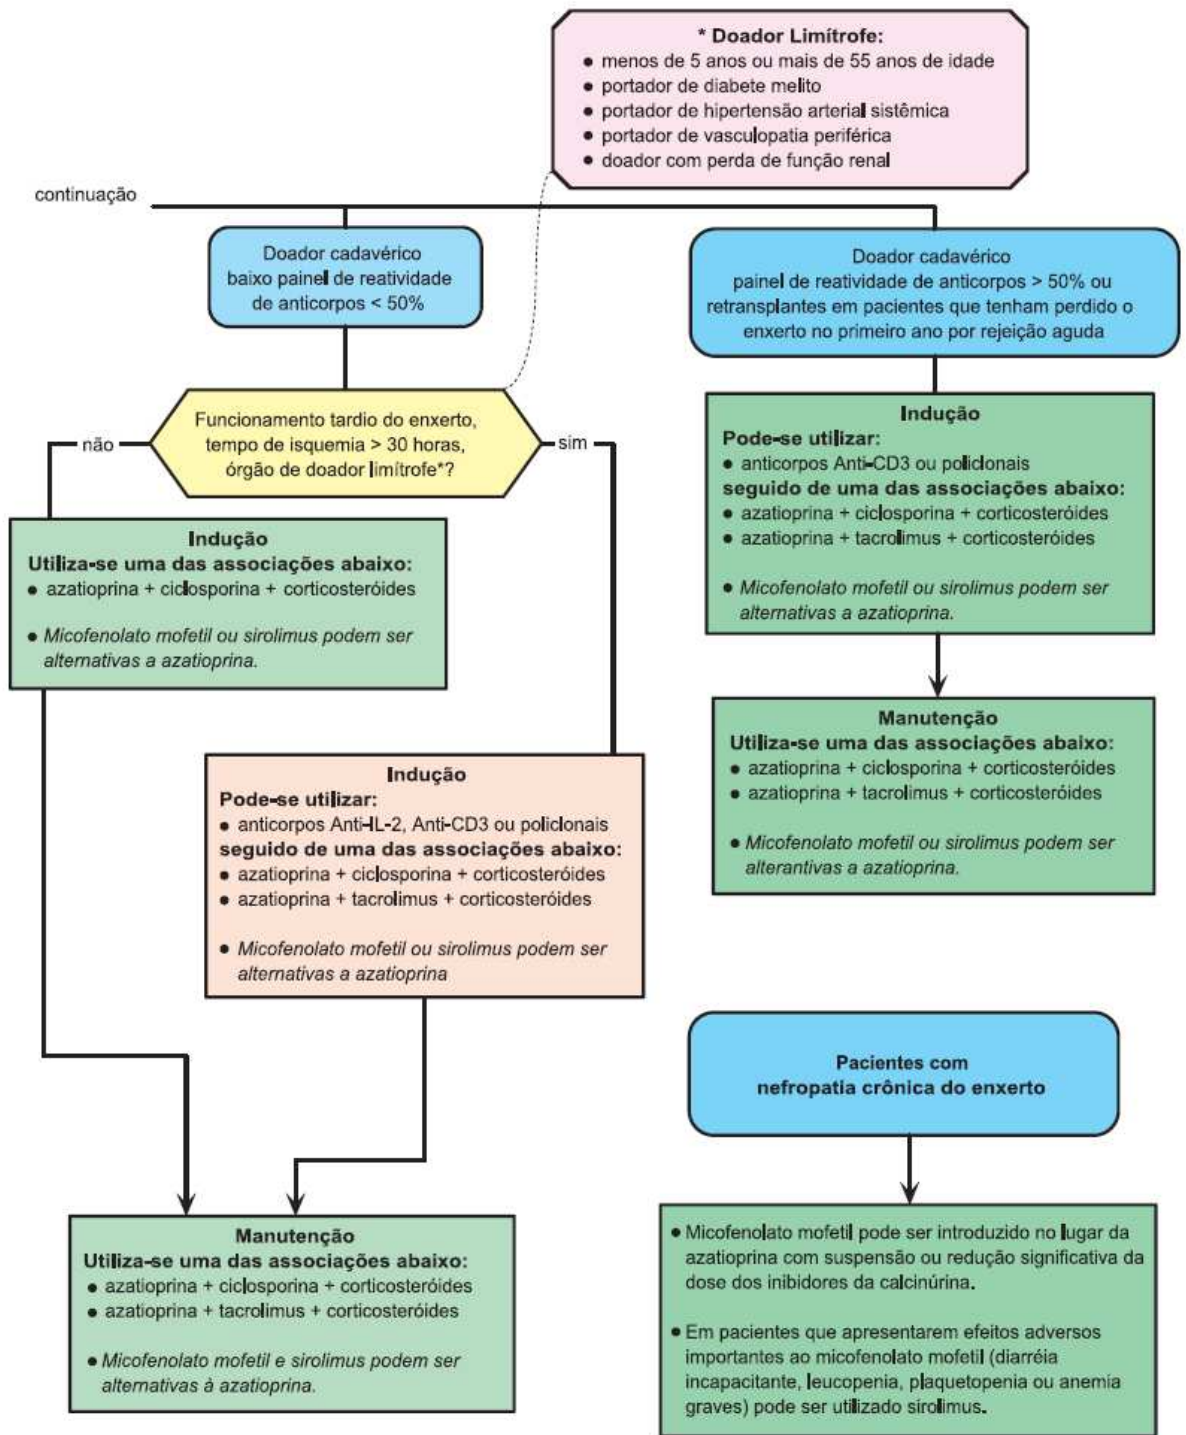 * Doador Limítrofe:
● menos de 5 anos ou mais de 55 anos de idade
● portador de diabete melito
● portador de hipertensão arterial sistêmica
● portador de vasculopatia periférica
● doador com perda de função renal
continuação
Doador cadavérico
baixo painel de reatividade
de anticorpos < 50%
Doador cadavérico
painel de reatividade de anticorpos > 50% ou
retransplantes em pacientes que tenham perdido o
enxerto no primeiro ano por rejeição aguda
Funcionamento tardio do enxerto,
tempo de isquemia > 30 horas,
órgão de doador limítrofe*?
não
sim
Indução
Utiliza-se uma das associações abaixo:
● azatioprina + ciclosporina + corticosteróides
● Micofenolato mofetil ou sirolimus podem ser
alternativas a azatioprina.
Indução
Pode-se utilizar:
● anticorpos Anti-CD3 ou policlonais
seguido de uma das associações abaixo:
● azatioprina + ciclosporina + corticosteróides
● azatioprina + tacrolimus + corticosteróides
● Micofenolato mofetil ou sirolimus podem ser
alternativas a azatioprina.
Indução
Pode-se utilizar:
● anticorpos Anti-IL-2, Anti-CD3 ou policlonais
seguido de uma das associações abaixo:
● azatioprina + ciclosporina + corticosteróides
● azatioprina + tacrolimus + corticosteróides
● Micofenolato mofetil ou sirolimus podem ser
alternativas a azatioprina
Manutenção
Utiliza-se uma das associações abaixo:
● azatioprina + ciclosporina + corticosteróides
● azatioprina + tacrolimus + corticosteróides
● Micofenolato mofetil ou sirolimus podem ser
alterantivas a azatioprina.
Manutenção
Utiliza-se uma das associações abaixo:
● azatioprina + ciclosporina + corticosteróides
● azatioprina + tacrolimus + corticosteróides
● Micofenolato mofetil e sirolimus podem ser
alternativas à azatioprina.
Pacientes com
nefropatia crônica do enxerto
● Micofenolato mofetil pode ser introduzido no lugar da
azatioprina com suspensão ou redução significativa da
dose dos inibidores da calcinúrina.
● Em pacientes que apresentarem efeitos adversos
importantes ao micofenolato mofetil (diarréia
incapacitante, leucopenia, plaquetopenia ou anemia
graves) pode ser utilizado sirolimus.